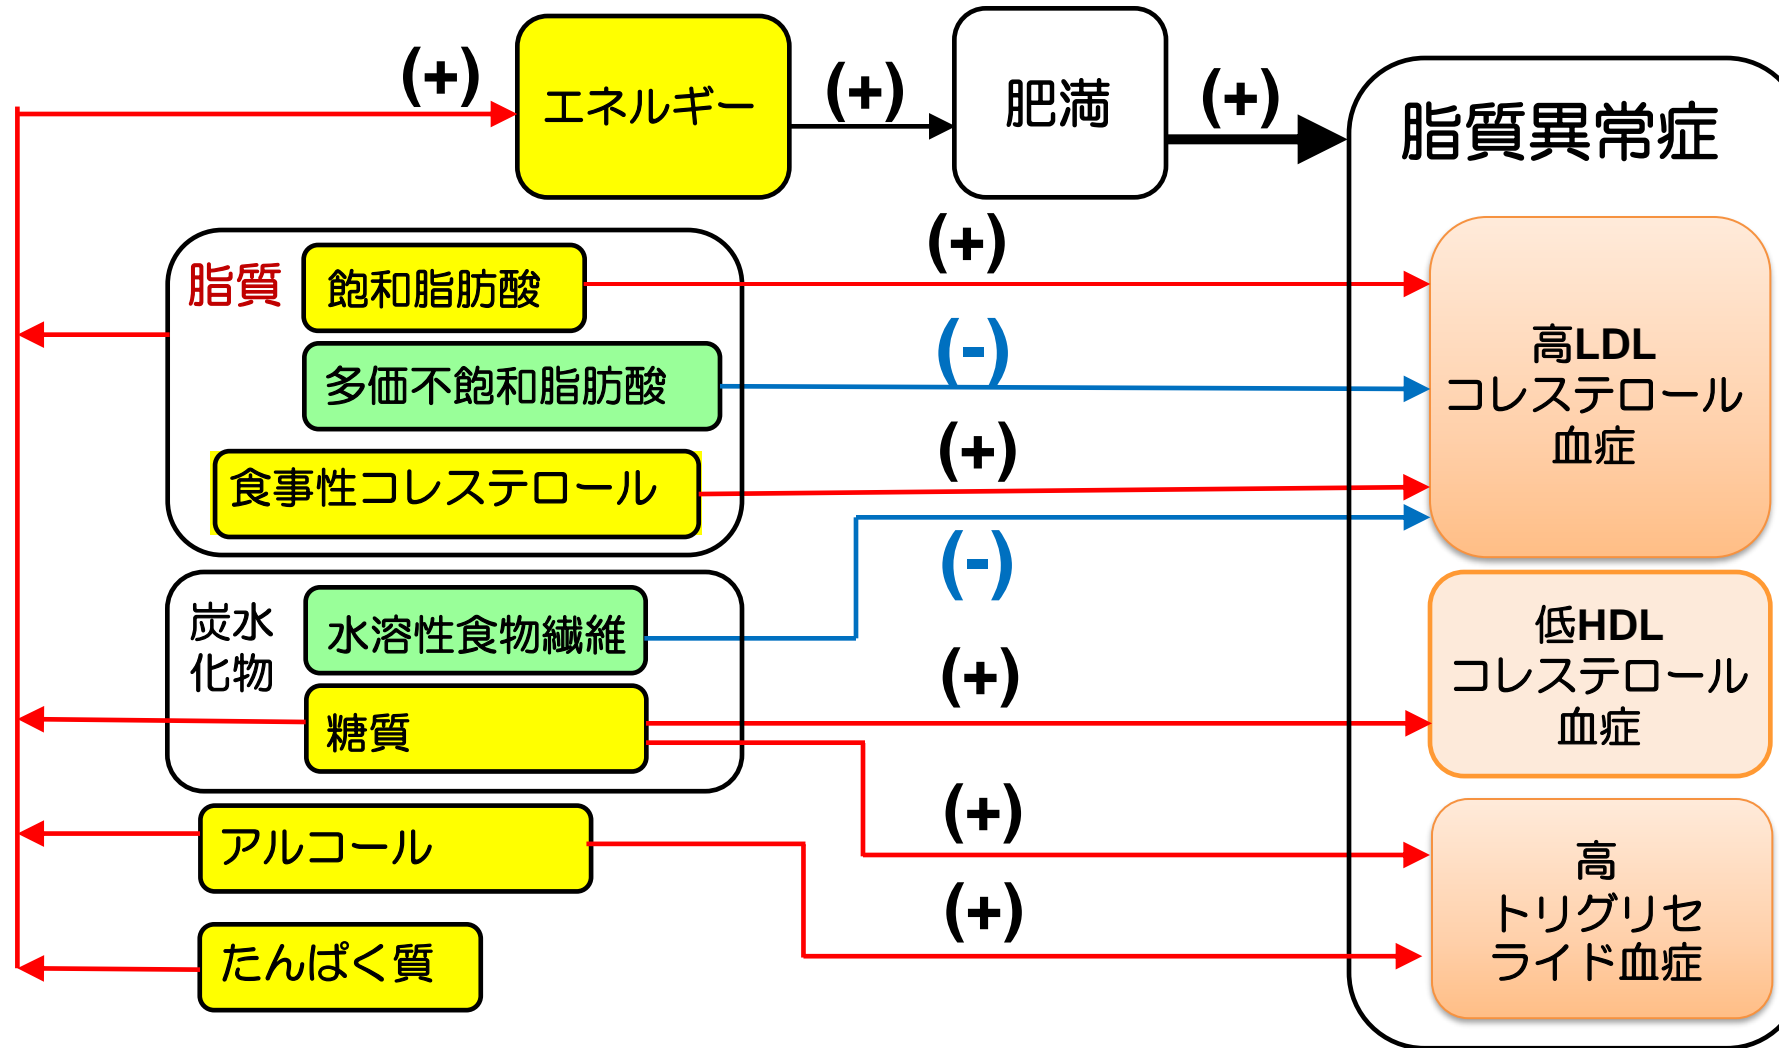 (+)
エネルギー
(+)
肥満
(+)
脂質異常症
脂質
飽和脂肪酸
(+)
多価不飽和脂肪酸
(-)
食事性コレステロール
(+)
高LDL
コレステロール
血症
炭水
化物
水溶性食物繊維
(-)
糖質
(+)
低HDL
コレステロール
血症
アルコール
(+)
たんぱく質
(+)
高
トリグリセ
ライド血症